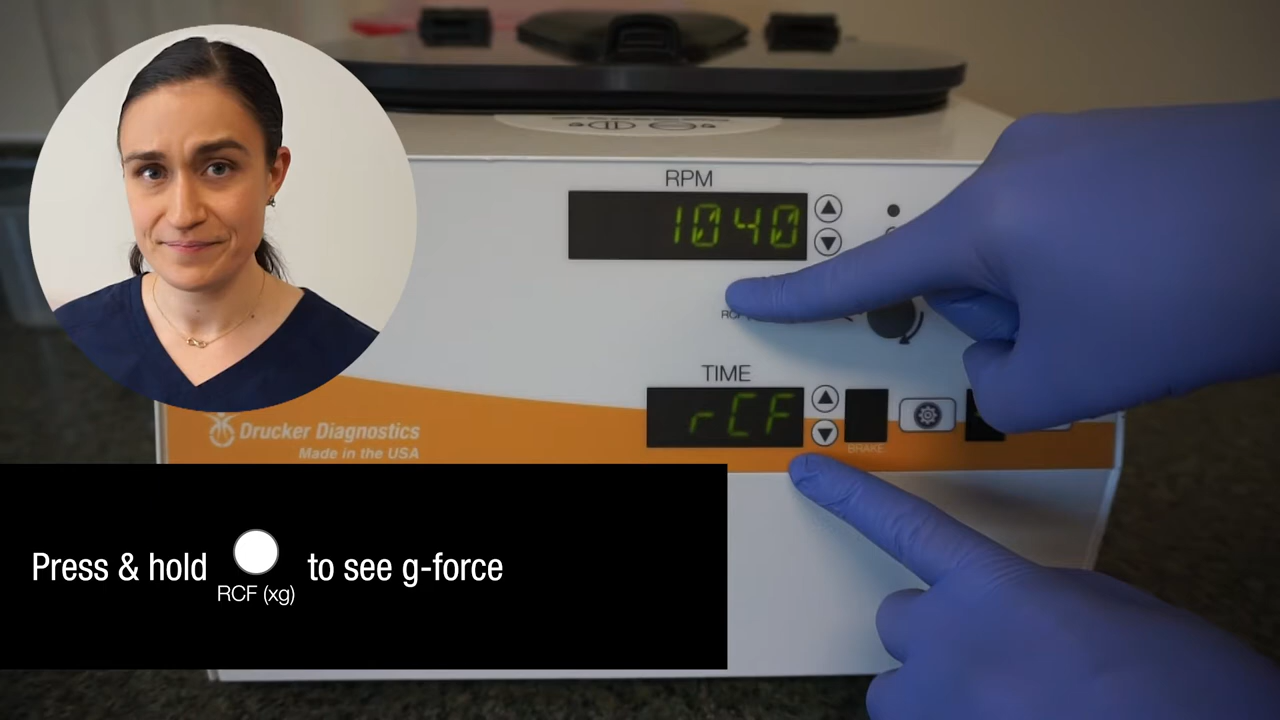 RPM
1040
TIME
rCF
BRAKE
Drucker Diagnostics
Made in the USA
Press & hold to see g-force
RCF (xg)